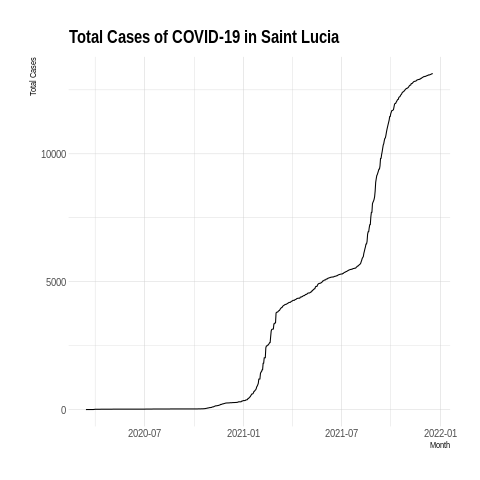 Total Cases of COVID-19 in Saint Lucia
Total Cases
10000
5000
0
2020-07 2021-01 2021-07 2022-01
Month